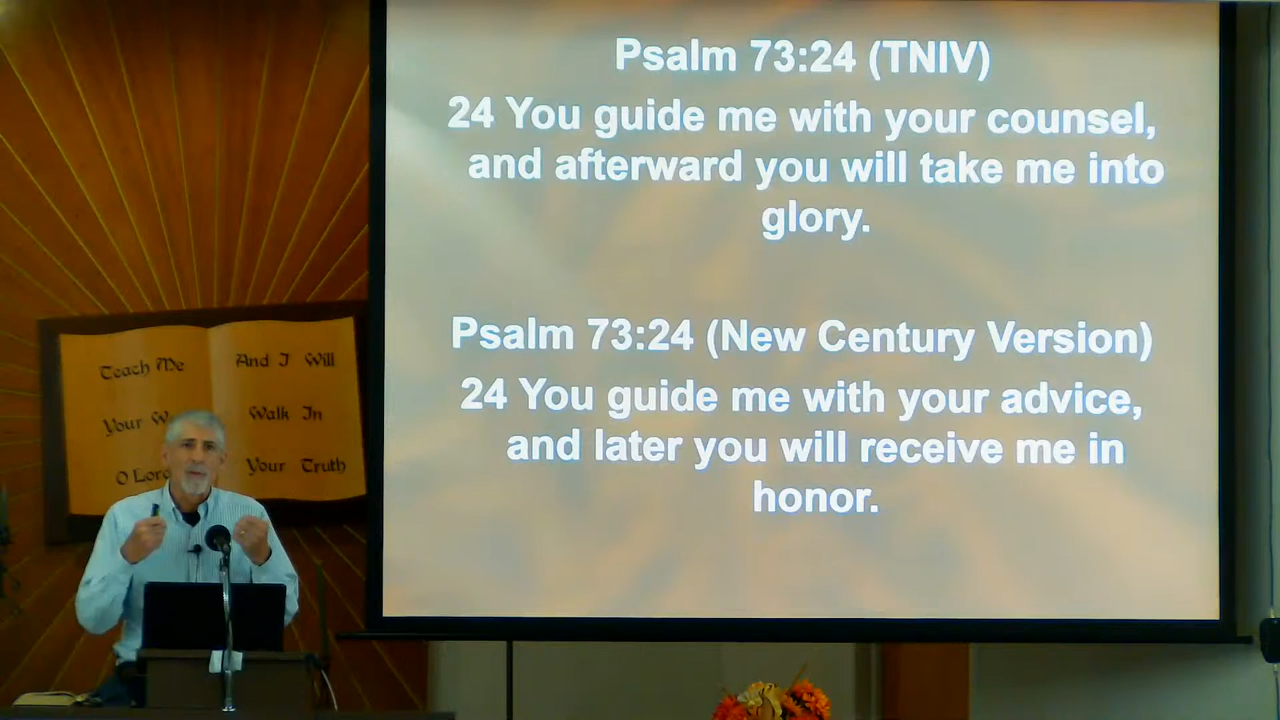 Psalm 73:24 (TNIV)
24 You guide me with your counsel,
and afterward you will take me into
glory.
Psalm 73:24 (New Century Version)
24 You guide me with your advice,
and later you will receive me in
honor.
Teach Me
Your
O Lord
And I Will
Walk In
Your Truth